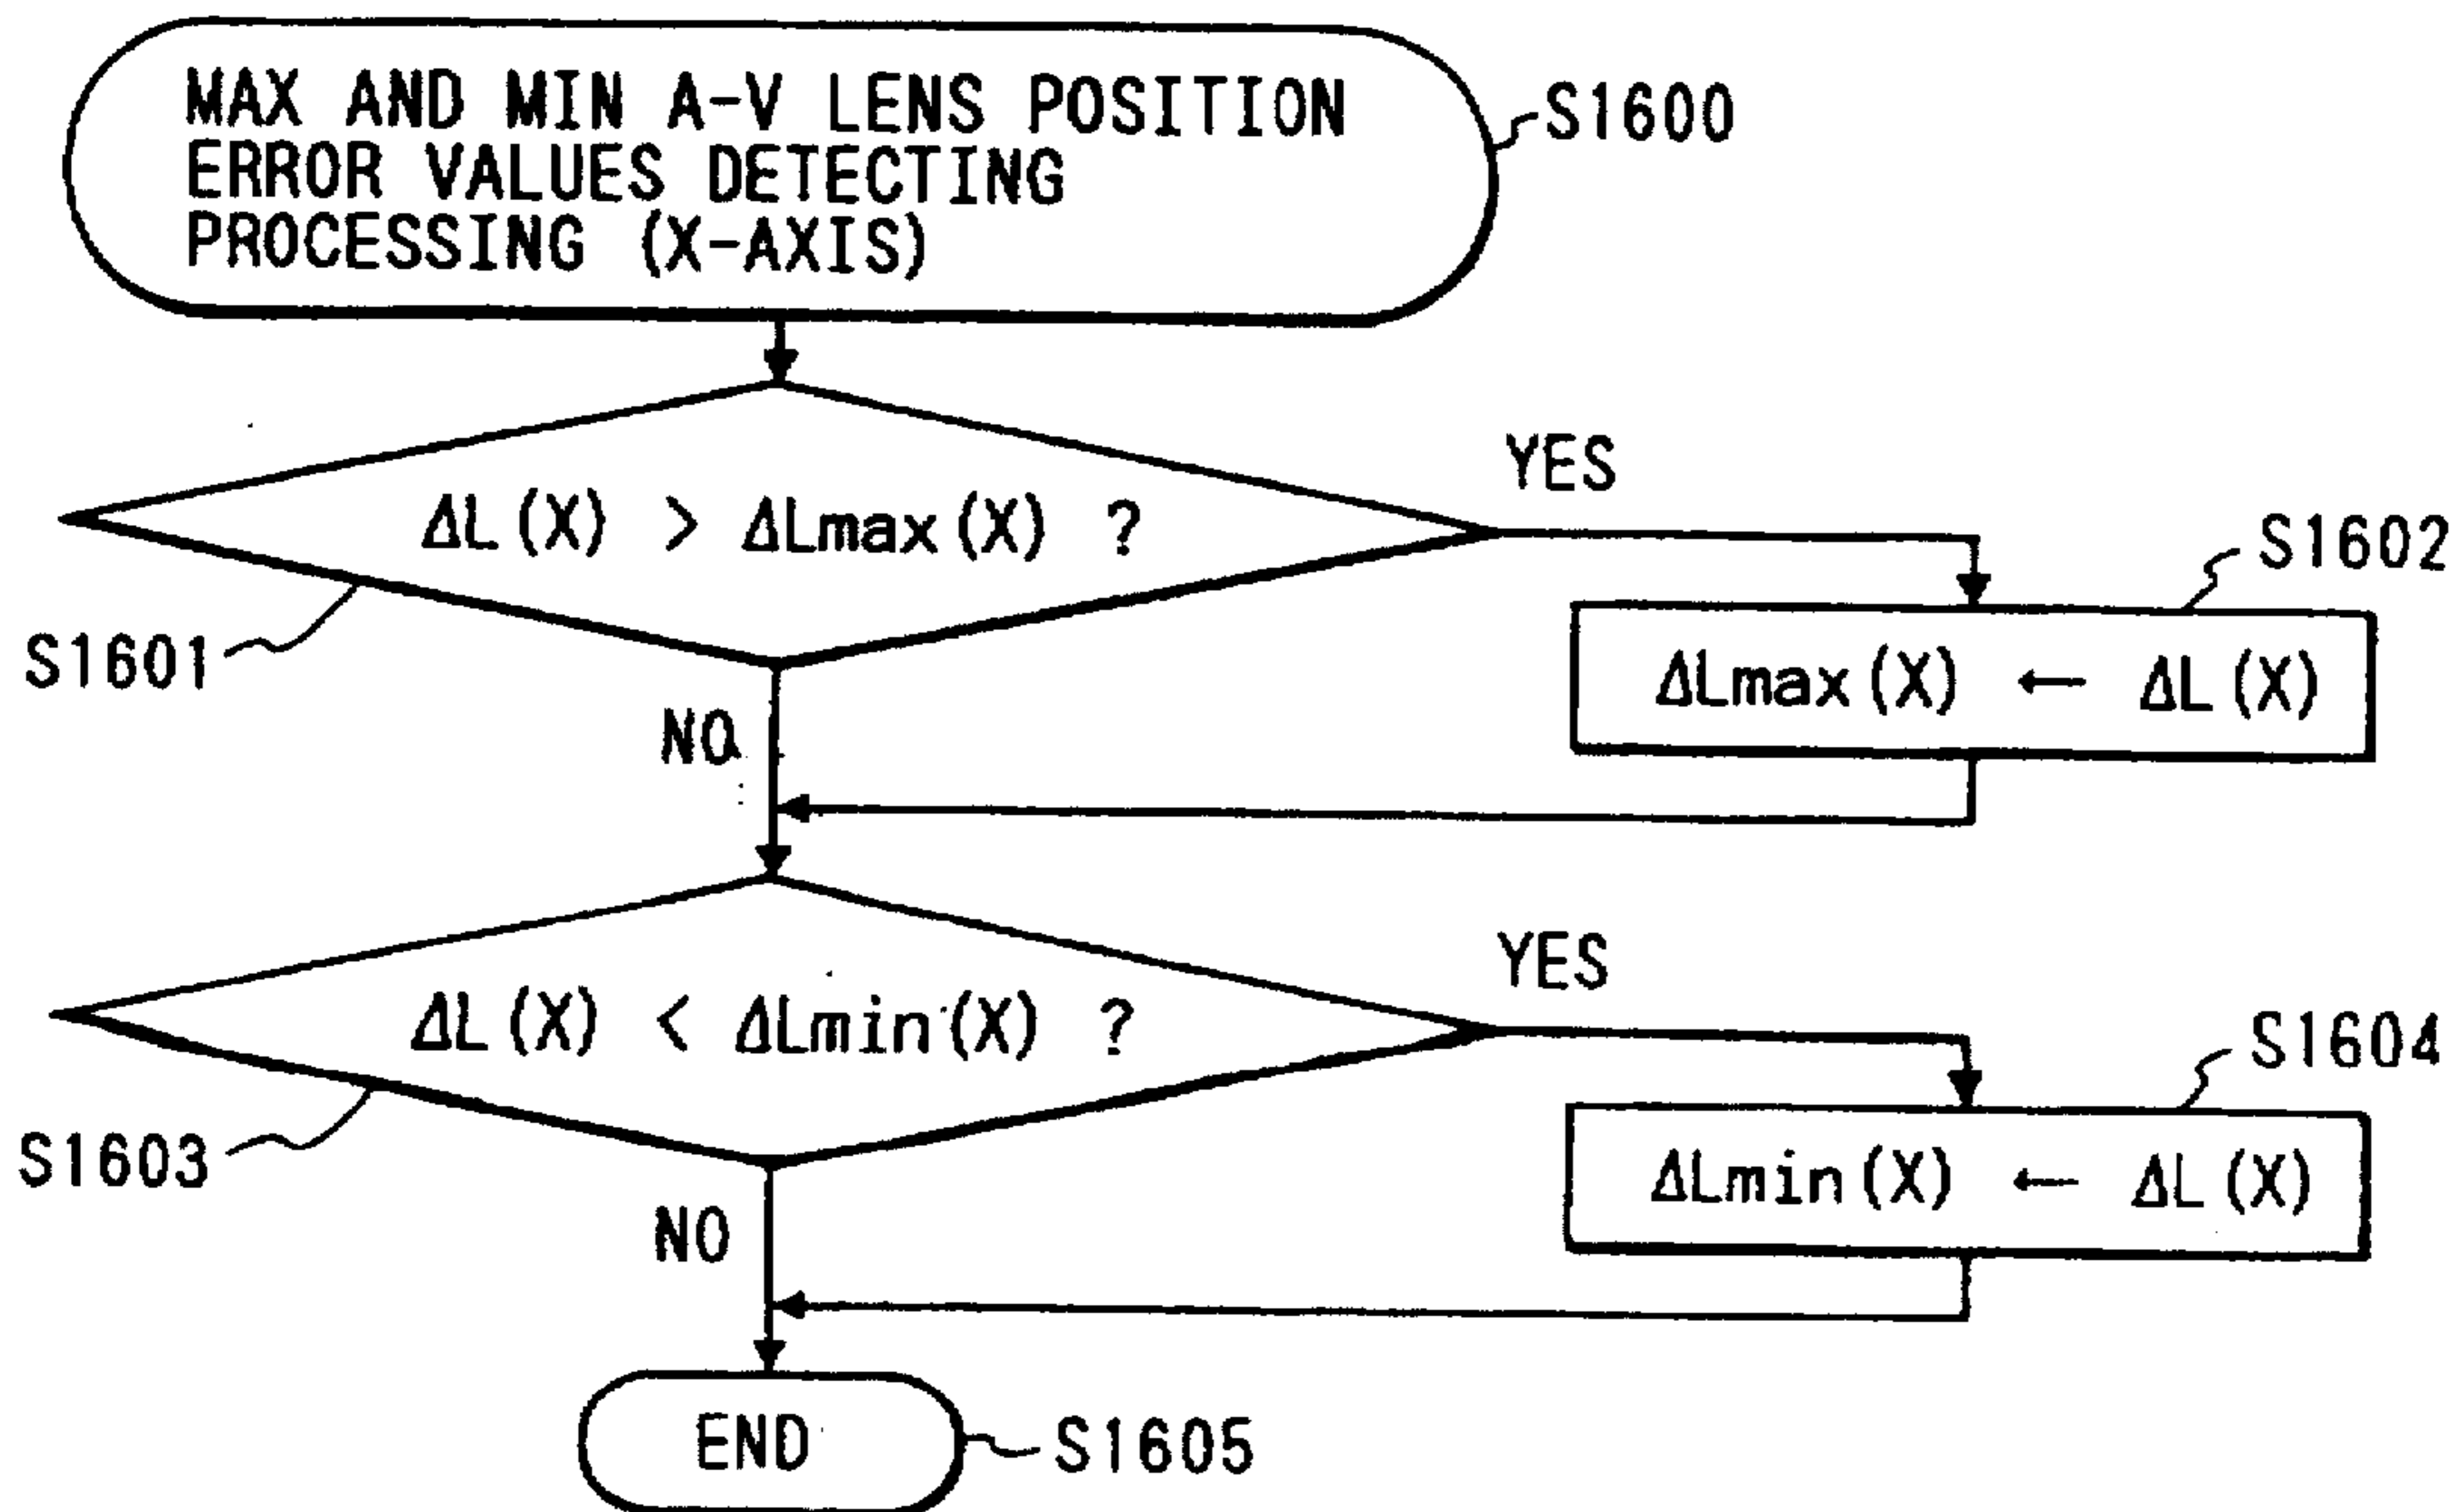 MAX AND MIN A-V LENS POSITION
ERROR VALUES DETECTING
PROCESSING (X-AXIS)
S1600
ΔL(X) > ΔLmax(X) ?
YES
S1601
S1602
ΔLmax(X) ← ΔL(X)
NO
ΔL(X) < ΔLmin(X) ?
YES
S1603
S1604
ΔLmin(X) ← ΔL(X)
NO
END
S1605